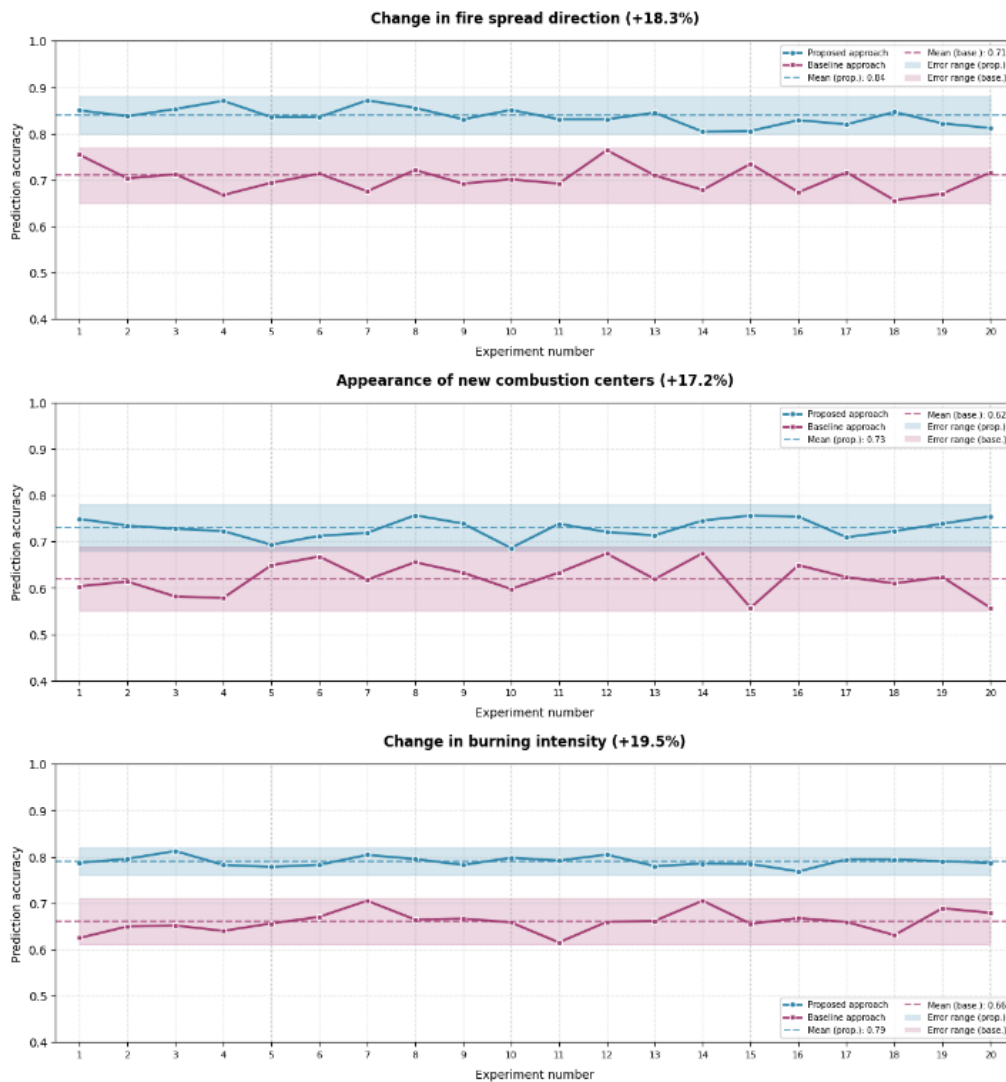 Change in fire spread direction (+18.3%)
Prediction accuracy
1.0
0.9
0.8
0.7
0.6
0.5
0.4
Proposed approach
Baseline approach
Mean (prop.): 0.84
Mean (base.): 0.71
Error range (prop.)
Error range (base.)
1 2 3 4 5 6 7 8 9 10 11 12 13 14 15 16 17 18 19 20
Experiment number
Appearance of new combustion centers (+17.2%)
Prediction accuracy
1.0
0.9
0.8
0.7
0.6
0.5
0.4
Proposed approach
Baseline approach
Mean (prop.): 0.73
Mean (base.): 0.62
Error range (prop.)
Error range (base.)
1 2 3 4 5 6 7 8 9 10 11 12 13 14 15 16 17 18 19 20
Experiment number
Change in burning intensity (+19.5%)
Prediction accuracy
1.0
0.9
0.8
0.7
0.6
0.5
0.4
Proposed approach
Baseline approach
Mean (prop.): 0.79
Mean (base.): 0.66
Error range (prop.)
Error range (base.)
1 2 3 4 5 6 7 8 9 10 11 12 13 14 15 16 17 18 19 20
Experiment number